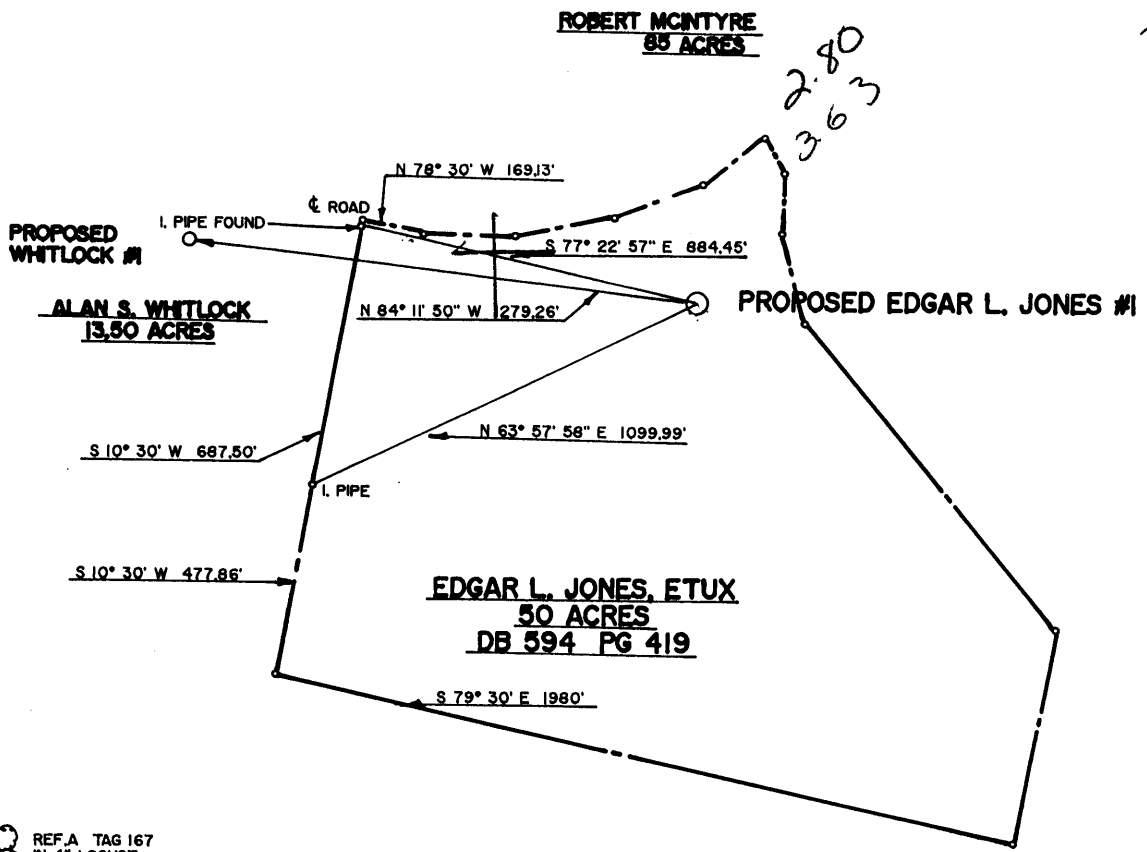 ROBERT MCINTYRE
85 ACRES
2.80
3.63
N 78° 30' W 169.13'
℄ ROAD
I. PIPE FOUND
PROPOSED
WHITLOCK #1
S 77° 22' 57" E 884.45'
ALAN S. WHITLOCK
13.50 ACRES
N 84° 11' 50" W 1279.26'
PROPOSED EDGAR L. JONES #1
N 63° 57' 58" E 1099.99'
S 10° 30' W 687.50'
I. PIPE
S 10° 30' W 477.86'
EDGAR L. JONES, ETUX
50 ACRES
DB 594 PG 419
S 79° 30' E 1980'
REF.A TAG 167